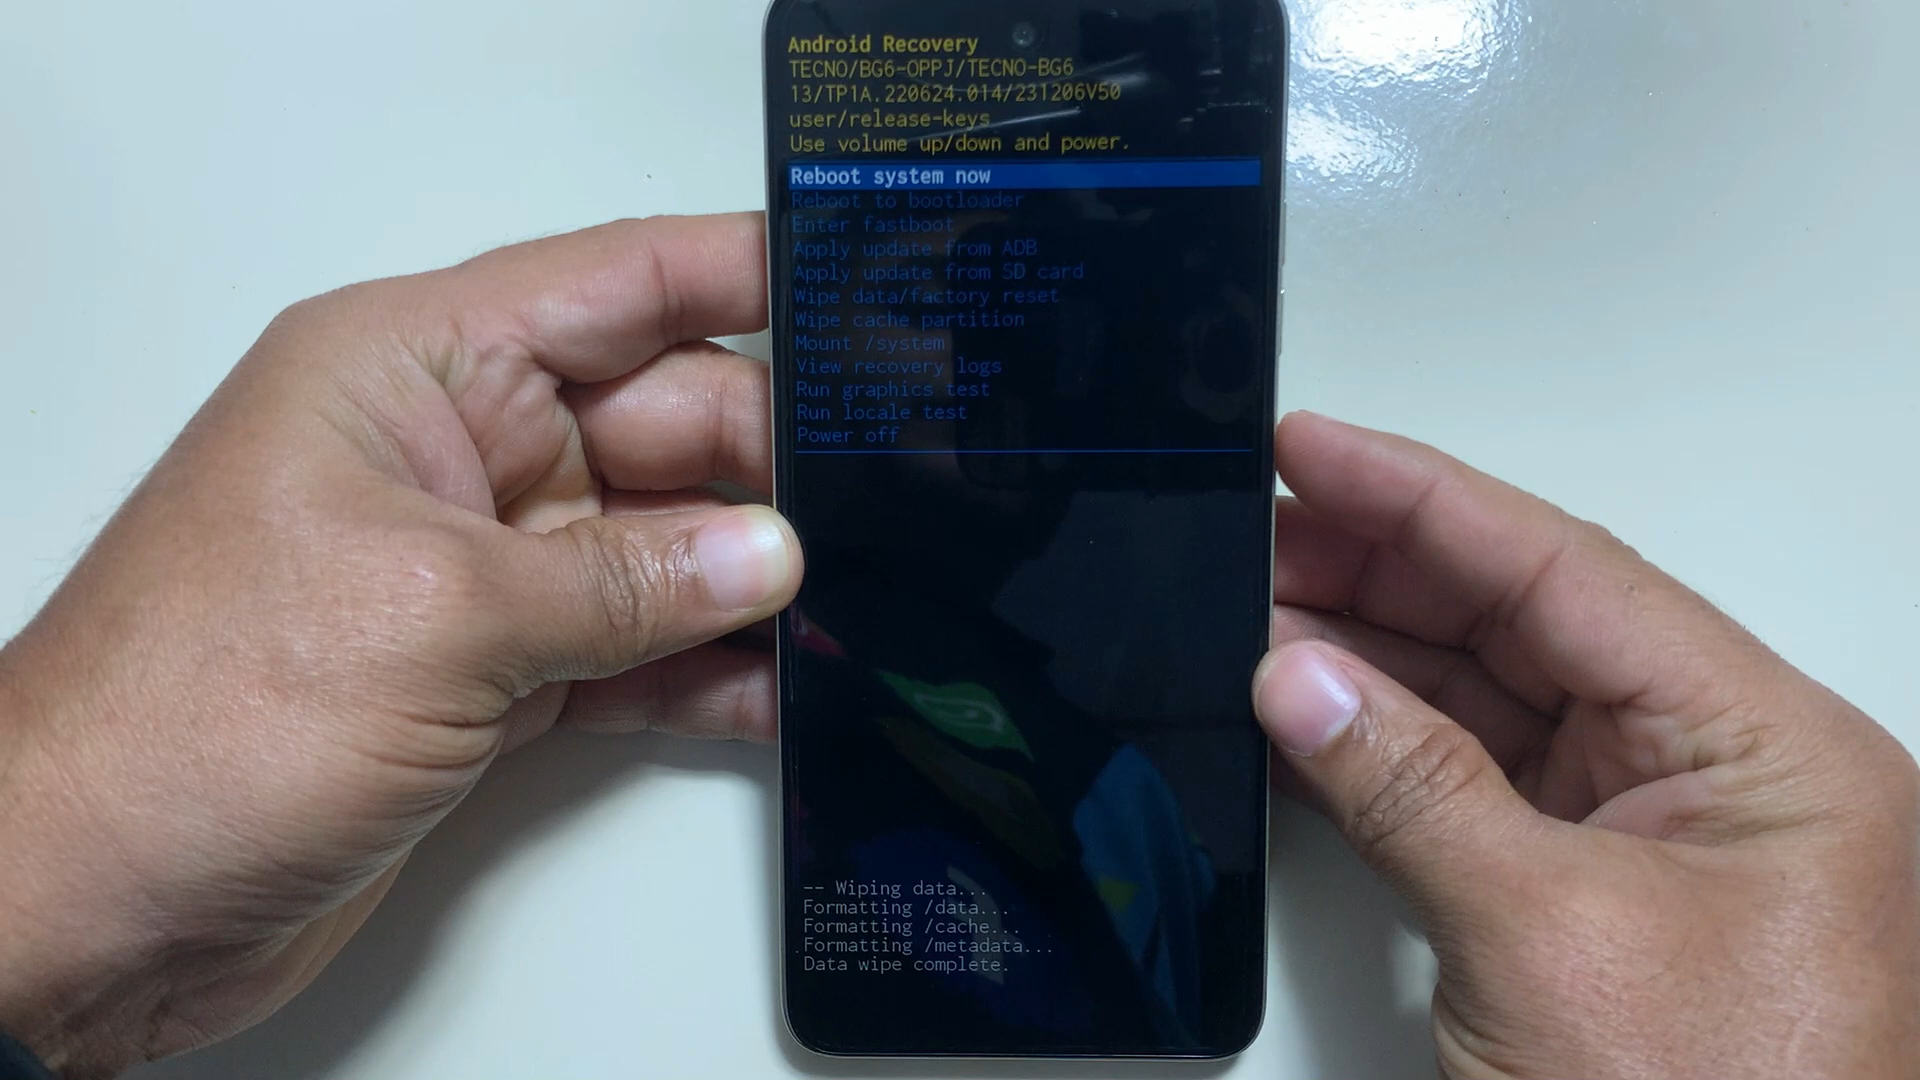 Android Recovery
TECNO/BG6-OPPJ/TECNO-BG6
13/TP1A.220624.014/231206V50
user/release-keys
Use volume up/down and power.
Reboot system now
Reboot to bootloader
Enter fastboot
Apply update from ADB
Apply update from SD card
Wipe data/factory reset
Wipe cache partition
Mount /system
View recovery logs
Run graphics test
Run locale test
Power off
-- Wiping data...
Formatting /data...
Formatting /cache...
Formatting /metadata...
Data wipe complete.